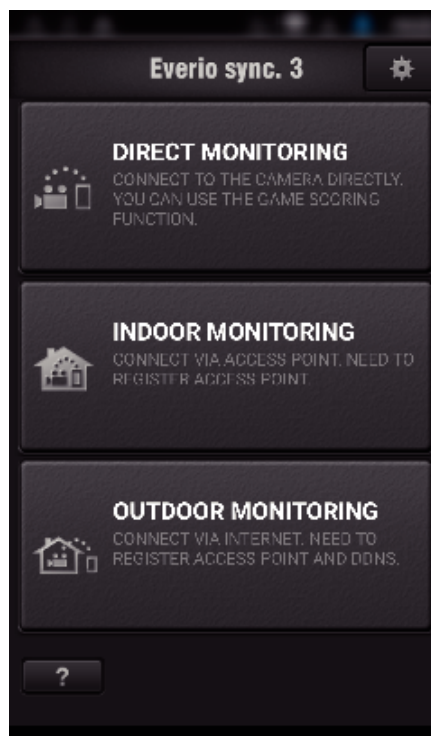 Everio sync. 3
DIRECT MONITORING
CONNECT TO THE CAMERA DIRECTLY.
YOU CAN USE THE GAME SCORING
FUNCTION.
INDOOR MONITORING
CONNECT VIA ACCESS POINT. NEED TO
REGISTER ACCESS POINT.
OUTDOOR MONITORING
CONNECT VIA INTERNET. NEED TO
REGISTER ACCESS POINT AND DDNS.
?